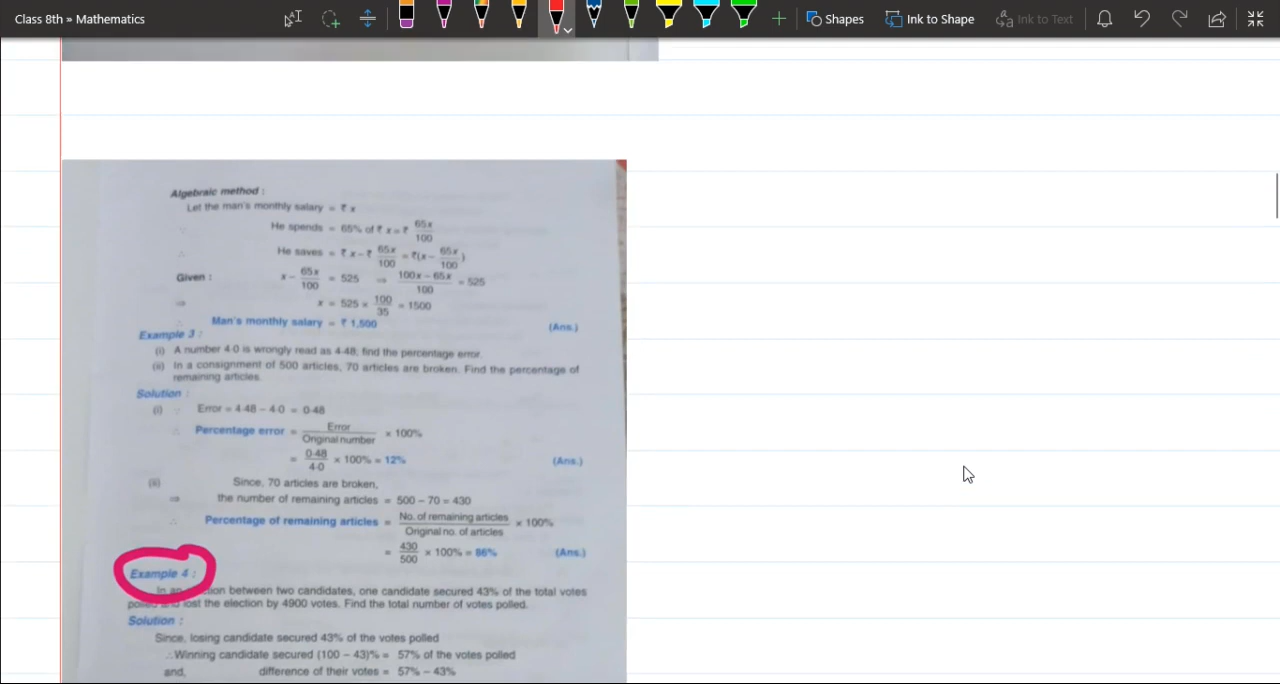 Class 8th » Mathematics
Shapes
Ink to Shape
Ink to Text
Algebraic method :
Let the man's monthly salary = ₹ x
∴ He spends = 65% of ₹ x = ₹ 65x/100
∴ He saves = ₹ x – ₹ 65x/100 = ₹(x – 65x/100)
Given : x – 65x/100 = 525 ⇒ 100x – 65x/100 = 525
⇒ x = 525 × 100/35 = 1500
∴ Man's monthly salary = ₹ 1,500 (Ans.)
Example 3 :
(i) A number 4·0 is wrongly read as 4·48, find the percentage error.
(ii) In a consignment of 500 articles, 70 articles are broken. Find the percentage of
remaining articles.
Solution :
(i) ∵ Error = 4·48 – 4·0 = 0·48
∴ Percentage error = Error/Original number × 100%
= 0·48/4·0 × 100% = 12% (Ans.)
(ii) Since, 70 articles are broken,
⇒ the number of remaining articles = 500 – 70 = 430
∴ Percentage of remaining articles = No. of remaining articles/Original no. of articles × 100%
= 430/500 × 100% = 86% (Ans.)
Example 4 :
In an between two candidates, one candidate secured 43% of the total votes
lost the election by 4900 votes. Find the total number of votes polled.
Solution :
Since, losing candidate secured 43% of the votes polled
∴ Winning candidate secured (100 – 43)% = 57% of the votes polled
and, difference of their votes = 57% – 43%